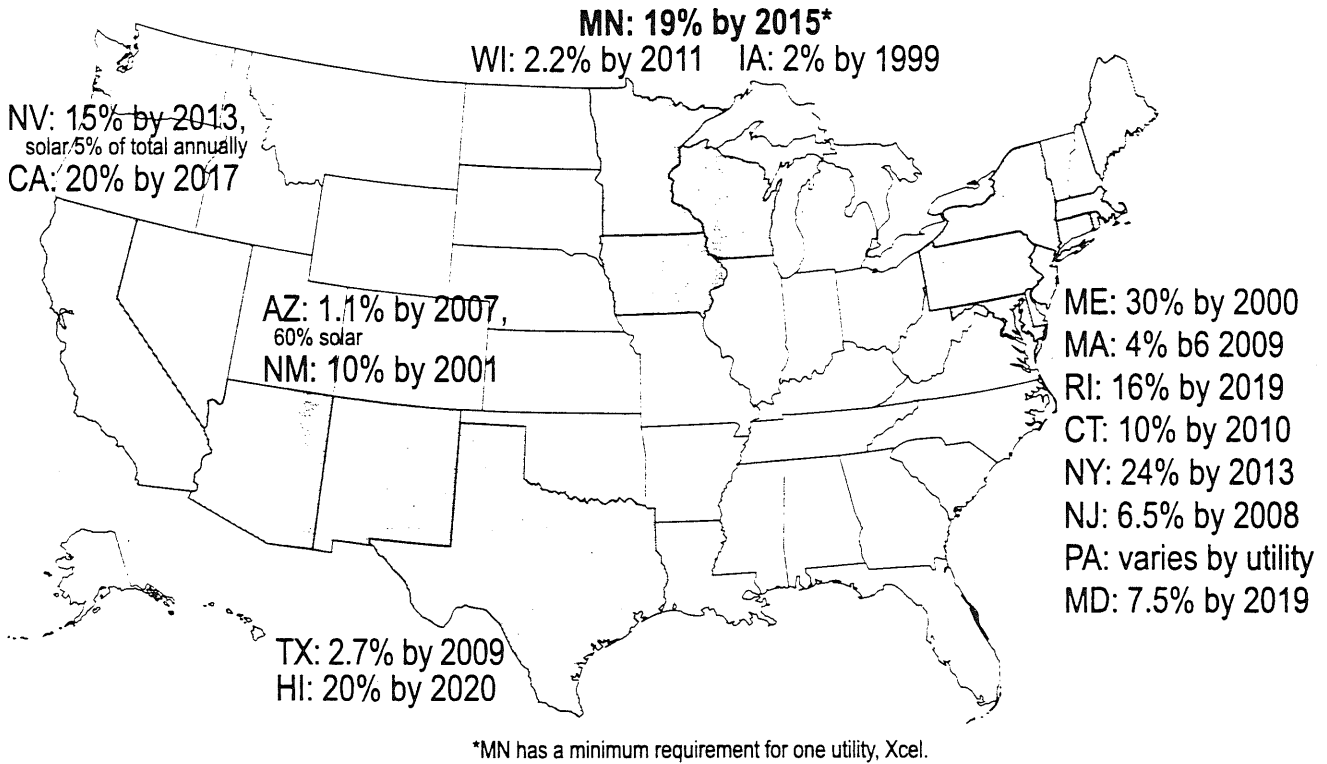 MN: 19% by 2015*
WI: 2.2% by 2011 IA: 2% by 1999
NV: 15% by 2013,
solar 5% of total annually
CA: 20% by 2017
AZ: 1.1% by 2007,
60% solar
NM: 10% by 2001
ME: 30% by 2000
MA: 4% b6 2009
RI: 16% by 2019
CT: 10% by 2010
NY: 24% by 2013
NJ: 6.5% by 2008
PA: varies by utility
MD: 7.5% by 2019
TX: 2.7% by 2009
HI: 20% by 2020
*MN has a minimum requirement for one utility, Xcel.